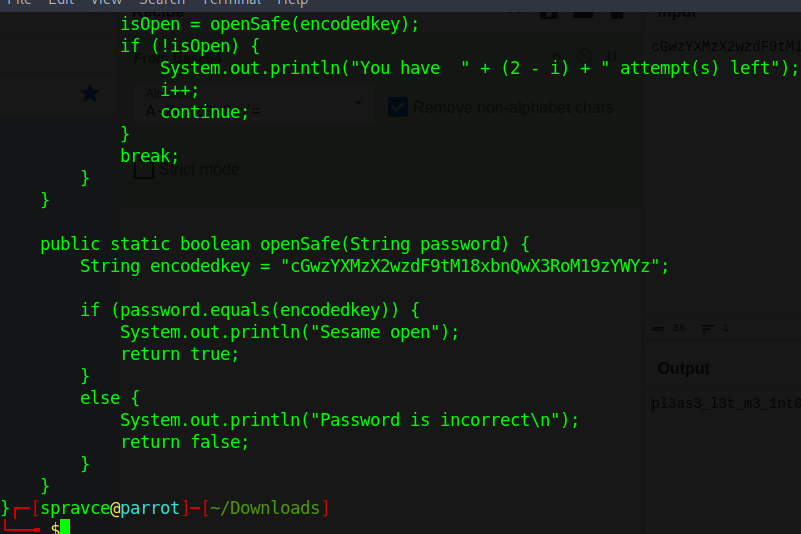 File Edit View Search Terminal Help
isOpen = openSafe(encodedkey);
if (!isOpen) {
System.out.println("You have  " + (2 - i) + " attempt(s) left");
i++;
continue;
}
break;
}
}
public static boolean openSafe(String password) {
String encodedkey = "cGwzYXMzX2wzdF9tM18xbnQwX3RoM19zYWYz";
if (password.equals(encodedkey)) {
System.out.println("Sesame open");
return true;
}
else {
System.out.println("Password is incorrect\n");
return false;
}
}
}┌─[spravce@parrot]─[~/Downloads]
└──╼ $
Remove non-alphabet chars
Strict mode
Input
cGwzYXMzX2wzdF9tM1
1
Output
pl3as3_l3t_m3_1nt0